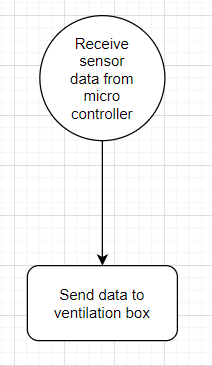 Receive
sensor
data from
micro
controller
Send data to
ventilation box